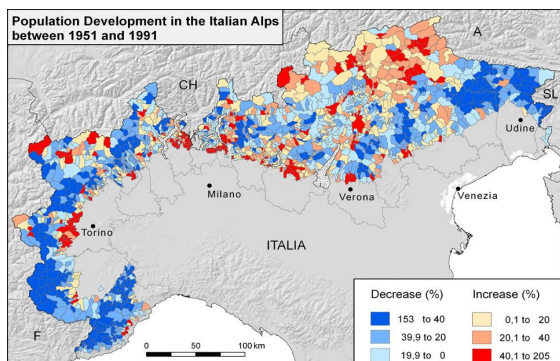 Population Development in the Italian Alps
between 1951 and 1991
A
CH
SL
Udine
Milano
Verona
Venezia
Torino
ITALIA
F
0 50 100 km
Decrease (%)
153 to 40
39,9 to 20
19,9 to 0
Increase (%)
0,1 to 20
20,1 to 40
40,1 to 205